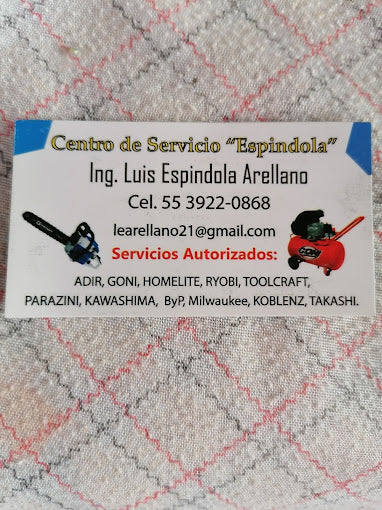 Centro de Servicio “Espindola”
Ing. Luis Espindola Arellano
Cel. 55 3922-0868
learellano21@gmail.com
Servicios Autorizados:
ADIR, GONI, HOMELITE, RYOBI, TOOLCRAFT,
PARAZINI, KAWASHIMA, ByP, Milwaukee, KOBLENZ, TAKASHI.